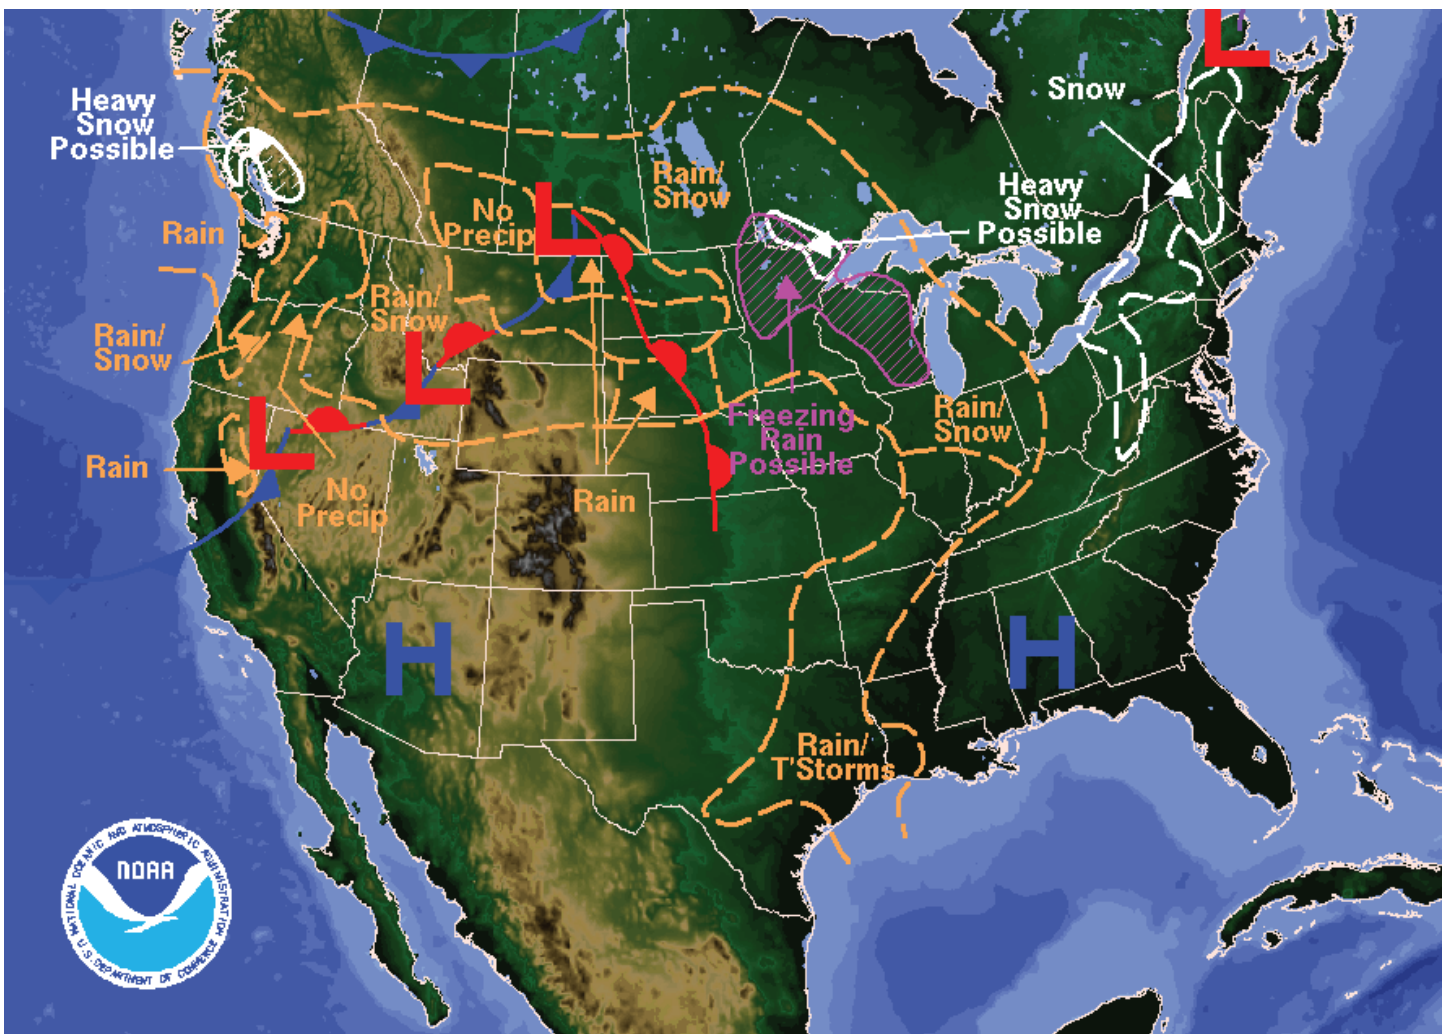 L
Snow
Heavy
Snow
Possible
Rain/
Snow
Heavy
Snow
Possible
L
No
Precip
Rain
Rain/
Snow
Rain/
Snow
L
L
Rain/
Snow
Freezing
Rain
Possible
Rain
No
Precip
Rain
H
H
Rain/
T'Storms
NATIONAL OCEANIC AND ATMOSPHERIC ADMINISTRATION
NOAA
U.S. DEPARTMENT OF COMMERCE